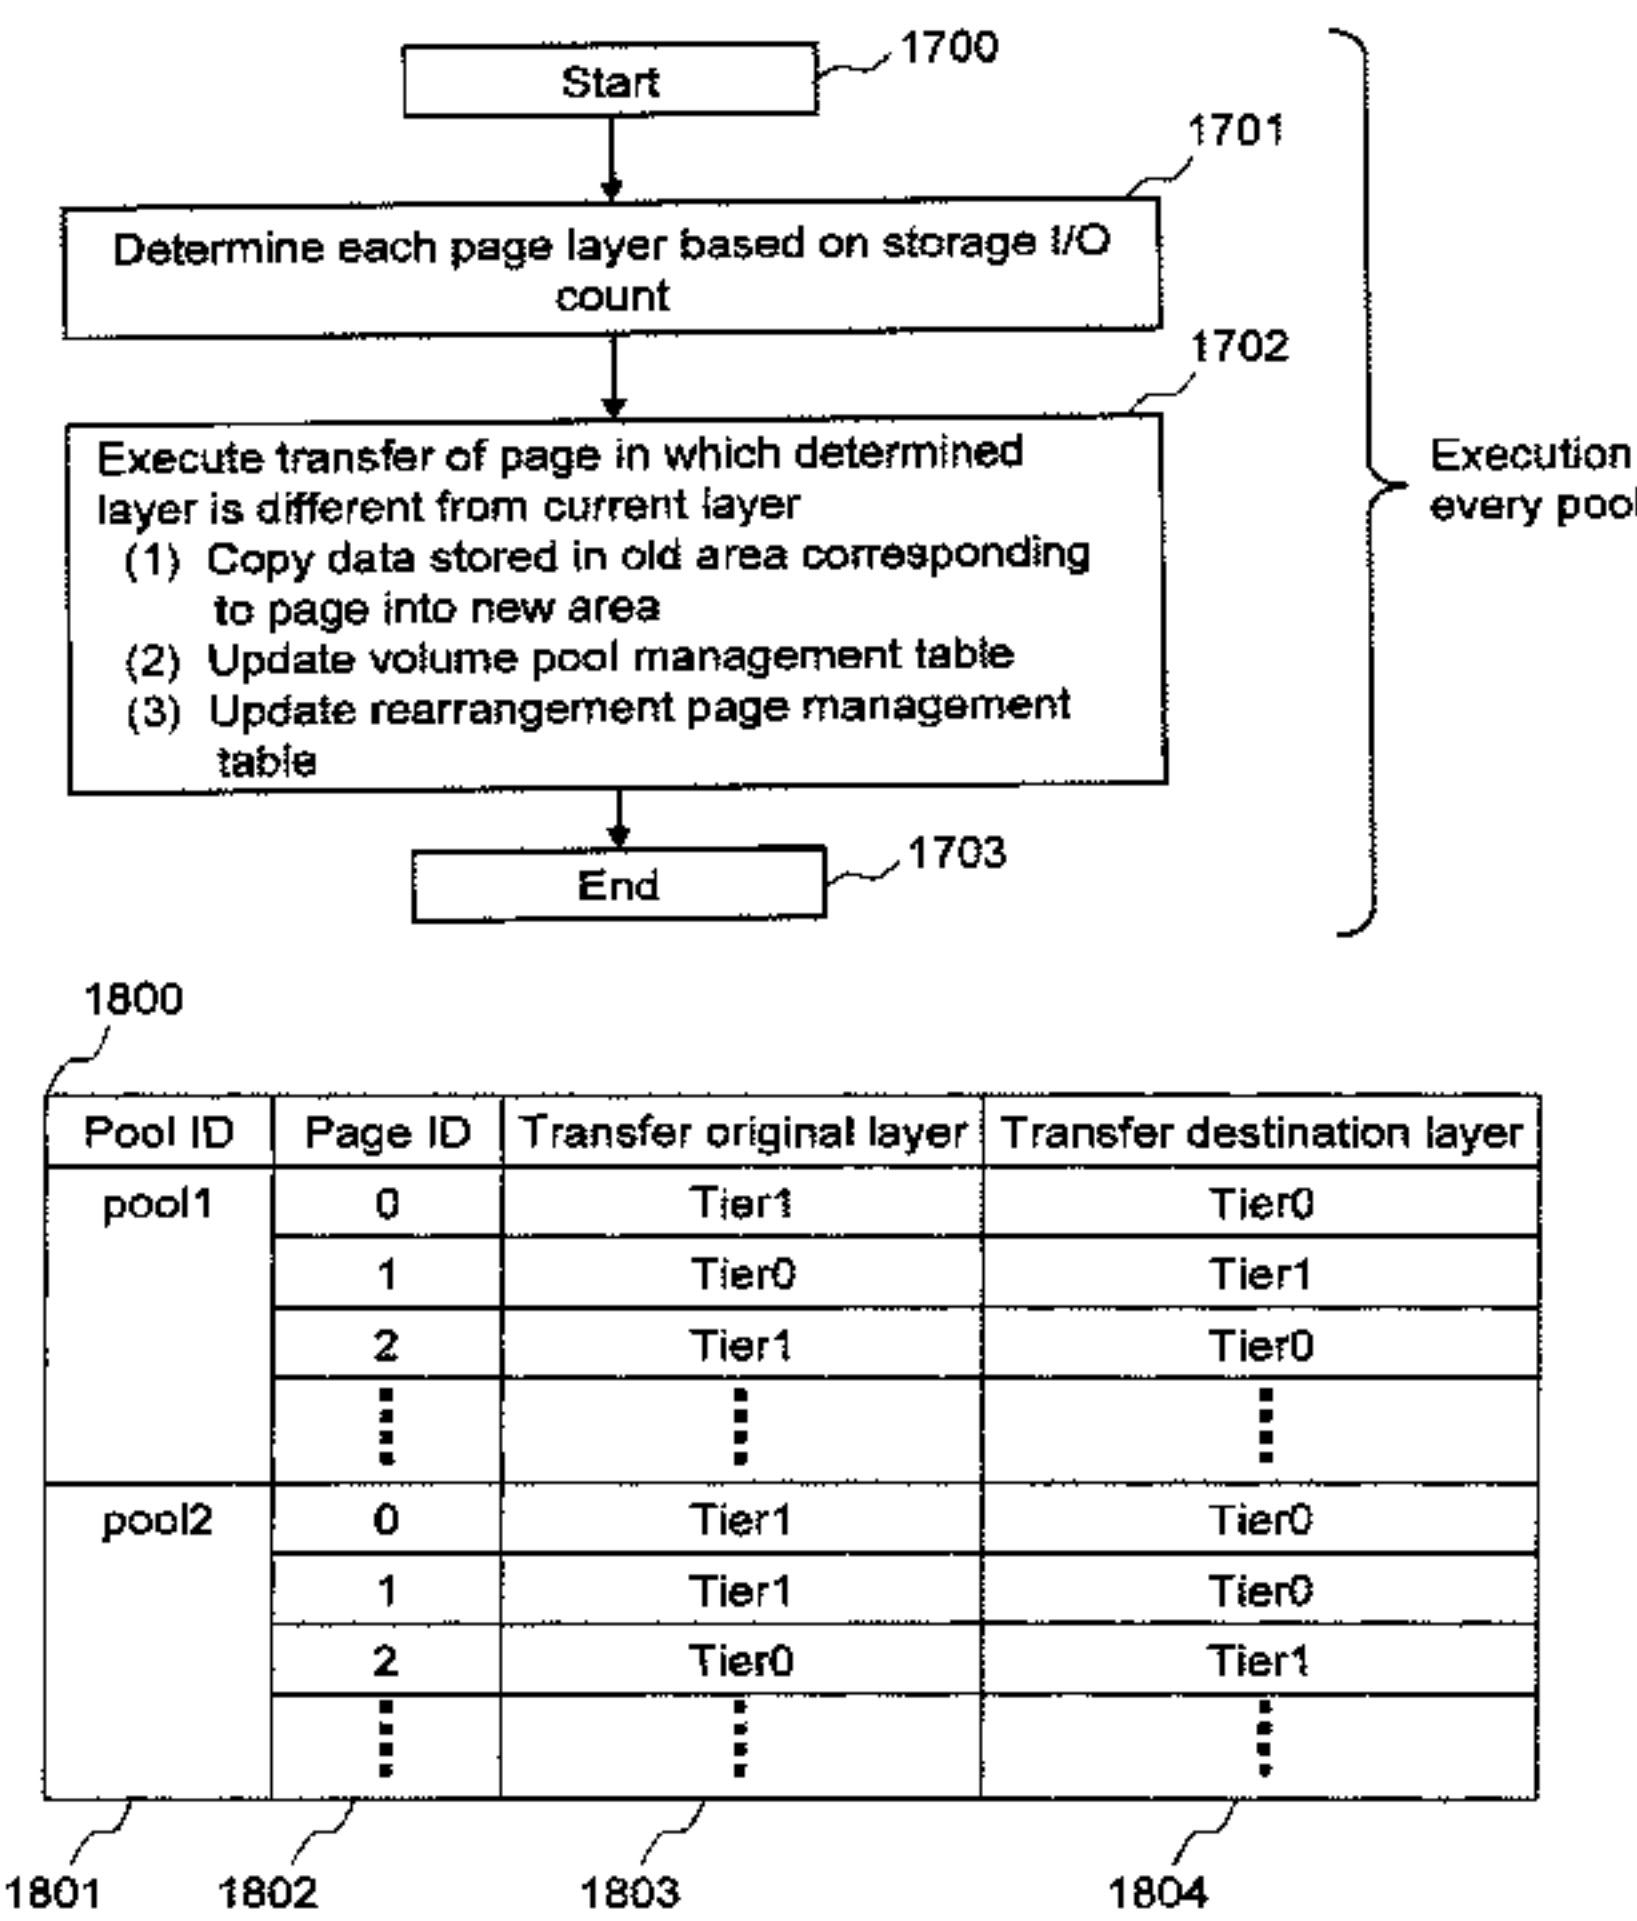 Start
1700
1701
Determine each page layer based on storage I/O
count
1702
Execute transfer of page in which determined
layer is different from current layer
(1) Copy data stored in old area corresponding
to page into new area
(2) Update volume pool management table
(3) Update rearrangement page management
table
End
1703
Execution
every pool
1800
Pool ID Page ID Transfer original layer Transfer destination layer
pool1 0 Tier1 Tier0
1 Tier0 Tier1
2 Tier1 Tier0
pool2 0 Tier1 Tier0
1 Tier1 Tier0
2 Tier0 Tier1
1801 1802 1803 1804